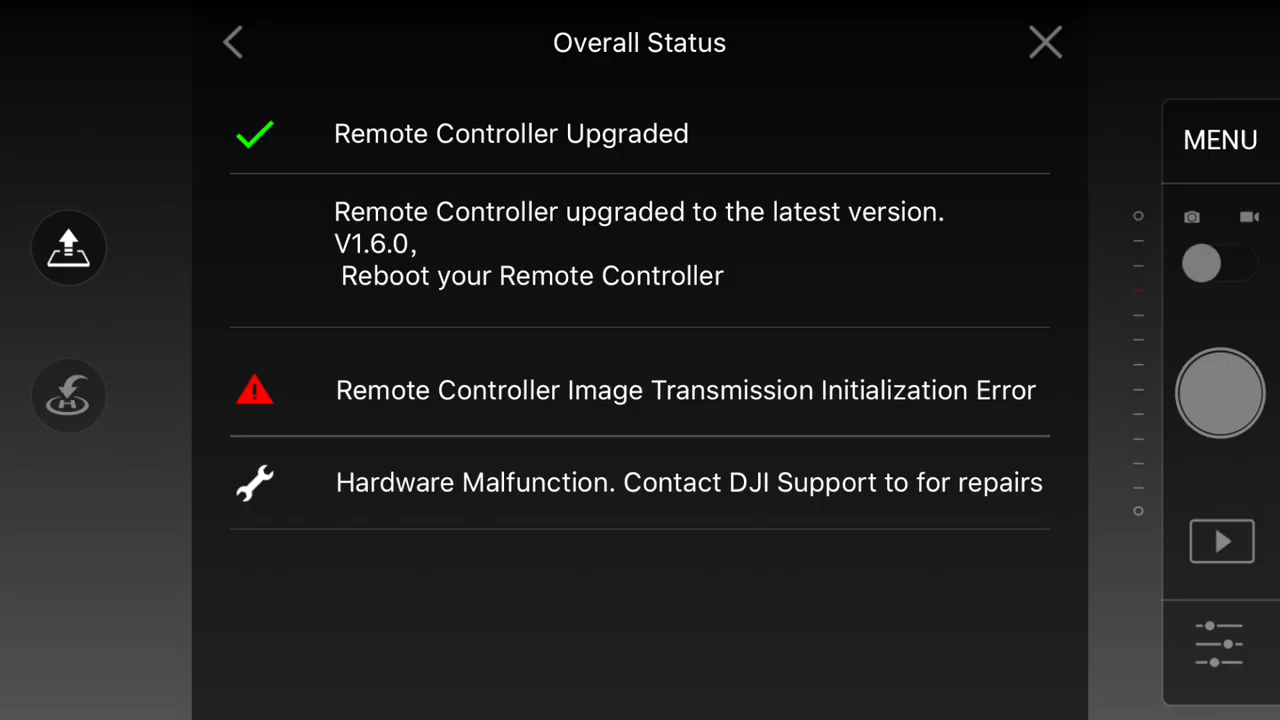 Overall Status
Remote Controller Upgraded
MENU
Remote Controller upgraded to the latest version.
V1.6.0,
Reboot your Remote Controller
Remote Controller Image Transmission Initialization Error
Hardware Malfunction. Contact DJI Support to for repairs